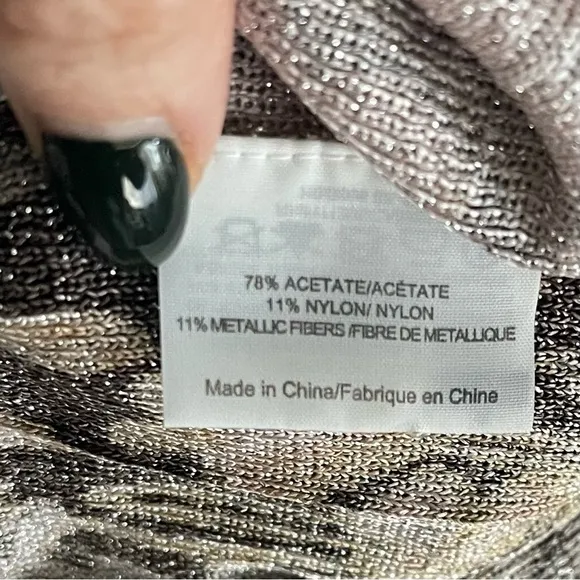 78% ACETATE/ACÉTATE
11% NYLON/ NYLON
11% METALLIC FIBERS /FIBRE DE METALLIQUE
Made in China/Fabrique en Chine